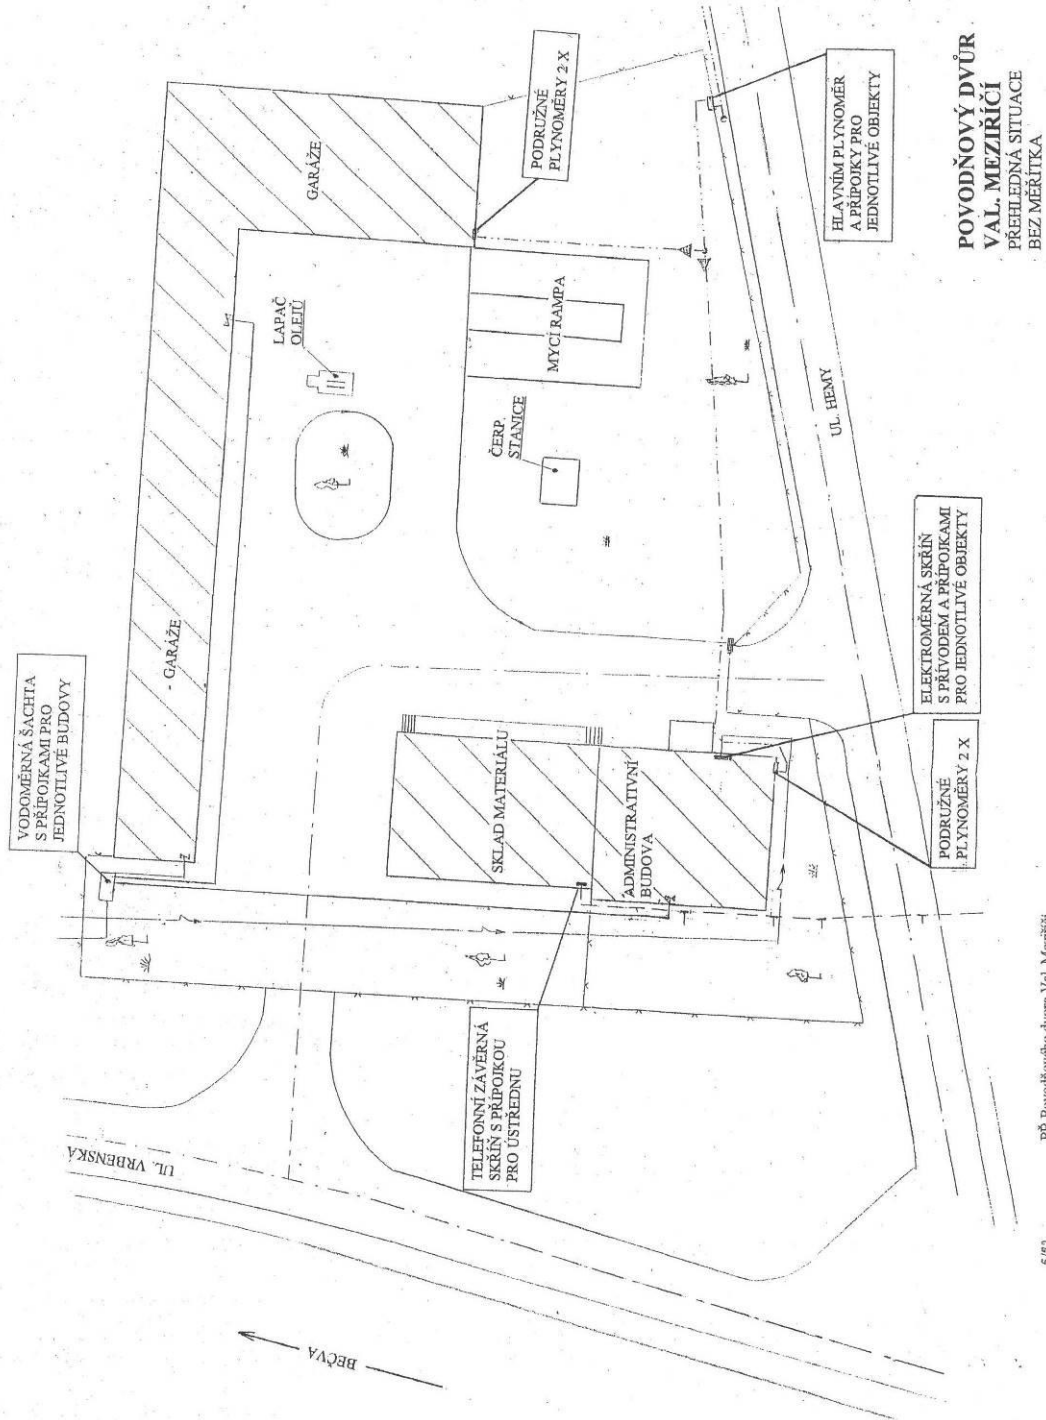 VODOMĚRNÁ ŠACHTA
S PŘÍPOJKAMI PRO
JEDNOTLIVÉ BUDOVY
GARÁŽE
GARÁŽE
LAPAČ
OLEJŮ
PODRUŽNÉ
PLYNOMĚRY 2 X
MYCÍ RAMPA
ČERP.
STANICE
SKLAD MATERIÁLU
ADMINISTRATIVNÍ
BUDOVA
TELEFONNÍ ZÁVĚRNÁ
SKŘÍŇ S PŘÍPOJKOU
PRO ÚSTŘEDNU
UL. VRBENSKÁ
BEČVA
HLAVNÍM PLYNOMĚR
A PŘÍPOJKY PRO
JEDNOTLIVÉ OBJEKTY
UL. HEMY
ELEKTROMĚRNÁ SKŘÍŇ
S PŘÍVODEM A PŘÍPOJKAMI
PRO JEDNOTLIVÉ OBJEKTY
PODRUŽNÉ
PLYNOMĚRY 2 X
POVODŇOVÝ DVŮR
VAL. MEZIŘÍČÍ
PŘEHLEDNÁ SITUACE
BEZ MĚŘÍTKA